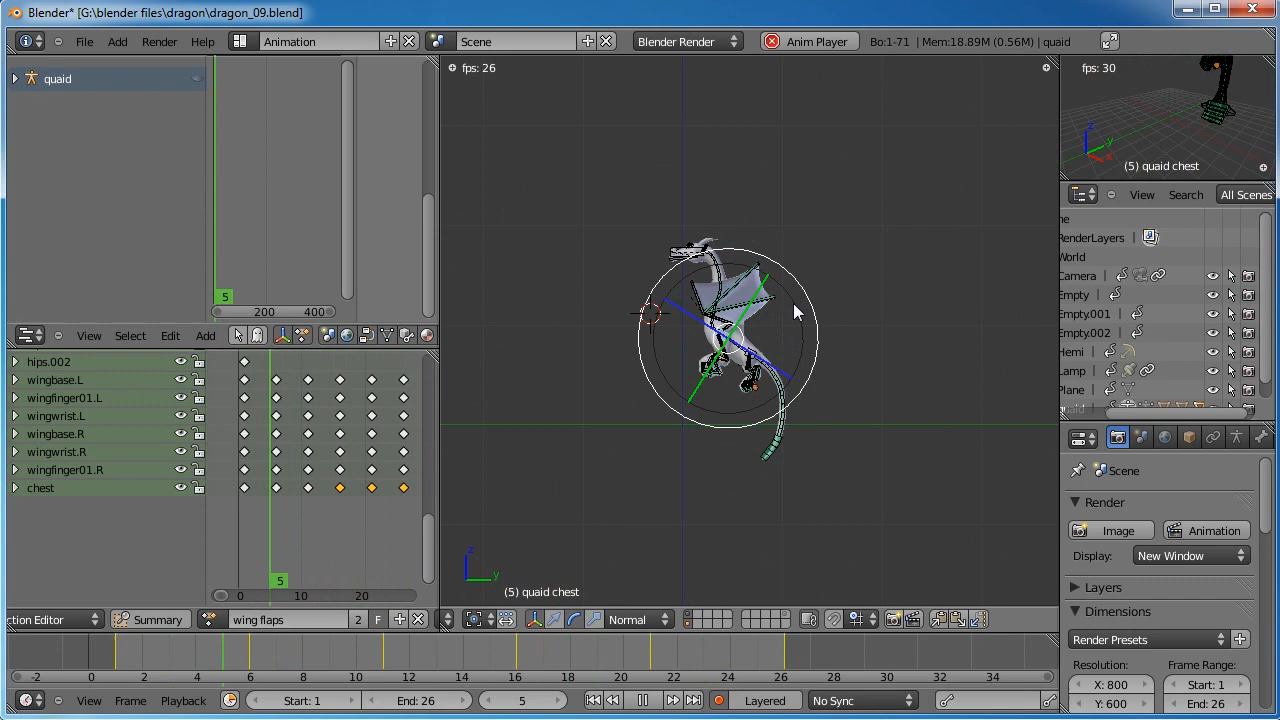 Blender* [G:\blender files\dragon\dragon_09.blend]
File Add Render Help Animation Scene Blender Render Anim Player Bo:1-71 | Mem:18.89M (0.56M) | quaid
quaid
fps: 26
fps: 30
z
y
x
(5) quaid chest
View Search All Scenes
ne
RenderLayers |
World
Camera |
Empty |
Empty.001 |
Empty.002 |
Hemi |
Lamp |
Plane |
5
200 400
View Select Edit Add
hips.002
wingbase.L
wingfinger01.L
wingwrist.L
wingbase.R
wingwrist.R
wingfinger01.R
chest
5
0 10 20
z
y
(5) quaid chest
Scene
Render
Image Animation
Display: New Window
Layers
Dimensions
Render Presets
Resolution: Frame Range:
X: 800 Start: 1
Y: 600 End: 26
ction Editor Summary wing flaps 2 F Normal
-2 0 2 4 6 8 10 12 14 16 18 20 22 24 26 28 30 32 34
View Frame Playback Start: 1 End: 26 5 Layered No Sync